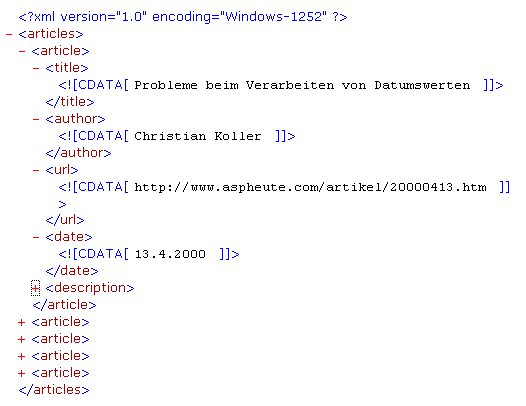 <?xml version="1.0" encoding="Windows-1252" ?>
- <articles>
- <article>
- <title>
<![CDATA[ Probleme beim Verarbeiten von Datumswerten ]]>
</title>
- <author>
<![CDATA[ Christian Koller ]]>
</author>
- <url>
<![CDATA[ http://www.aspheute.com/artikel/20000413.htm ]]
>
</url>
- <date>
<![CDATA[ 13.4.2000 ]]>
</date>
+ <description>
</article>
+ <article>
+ <article>
+ <article>
+ <article>
</articles>